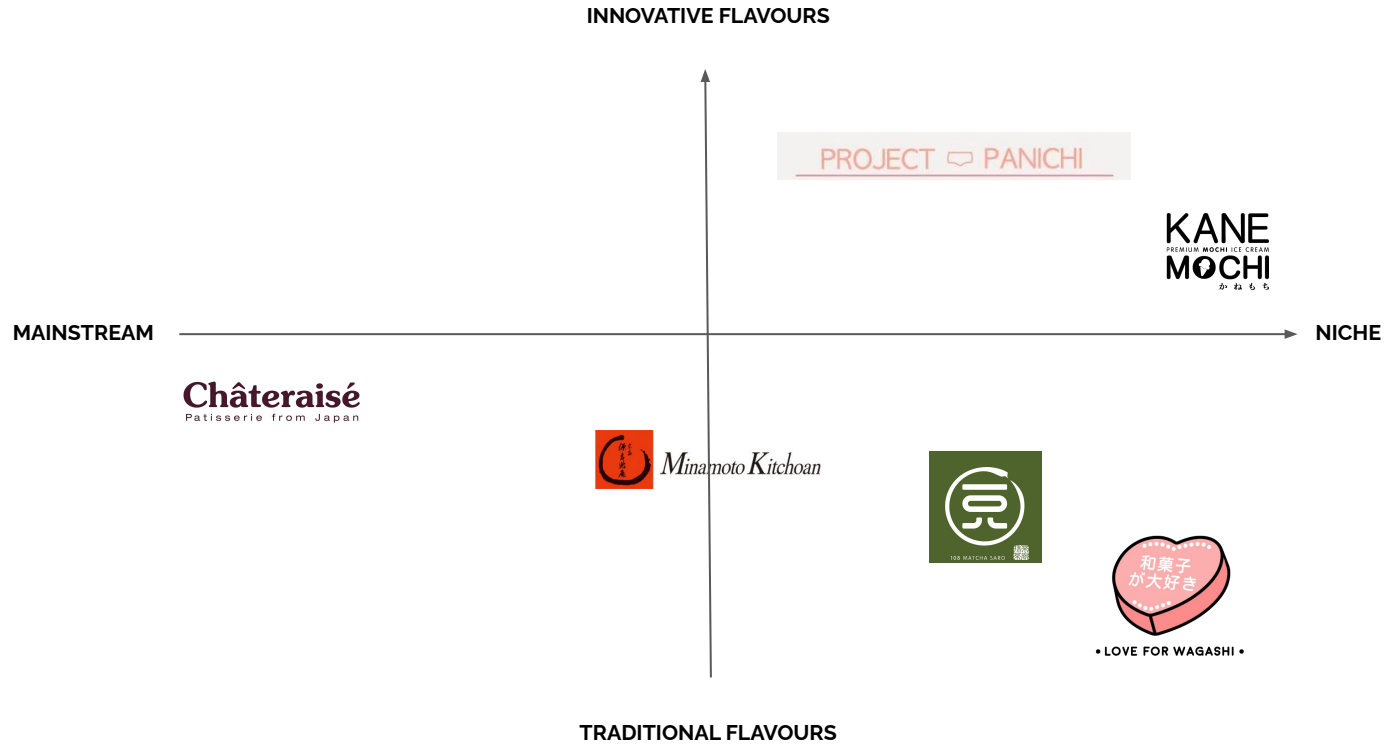 INNOVATIVE FLAVOURS
PROJECT PANICHI
KANE
PREMIUM MOCHI ICE CREAM
MOCHI
かねもち
MAINSTREAM
NICHE
Châteraisé
Patisserie from Japan
Minamoto Kitchoan
108 MATCHA SARO
和菓子
が大好き
• LOVE FOR WAGASHI •
TRADITIONAL FLAVOURS